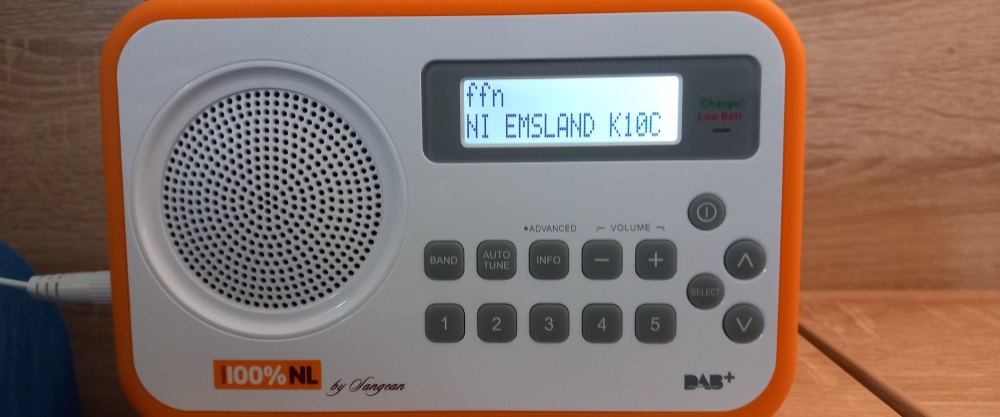 ffn
NI EMSLAND K10C
Charge/
Low Batt.
•ADVANCED
VOLUME
BAND
AUTO TUNE
INFO
− +
SELECT
1 2 3 4 5
100% NL
by Sangean
DAB+